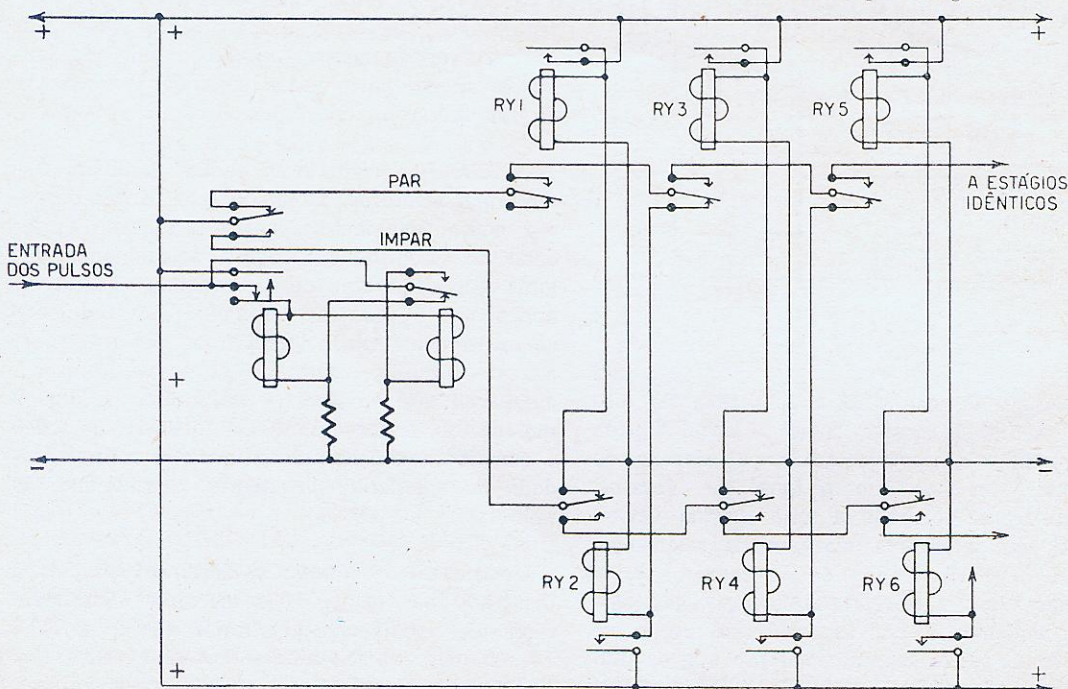 + + +
RY1 RY3 RY5
PAR
A ESTÁGIOS
IDÊNTICOS
IMPAR
ENTRADA
DOS PULSOS
+
− −
RY2 RY4 RY6
+ +